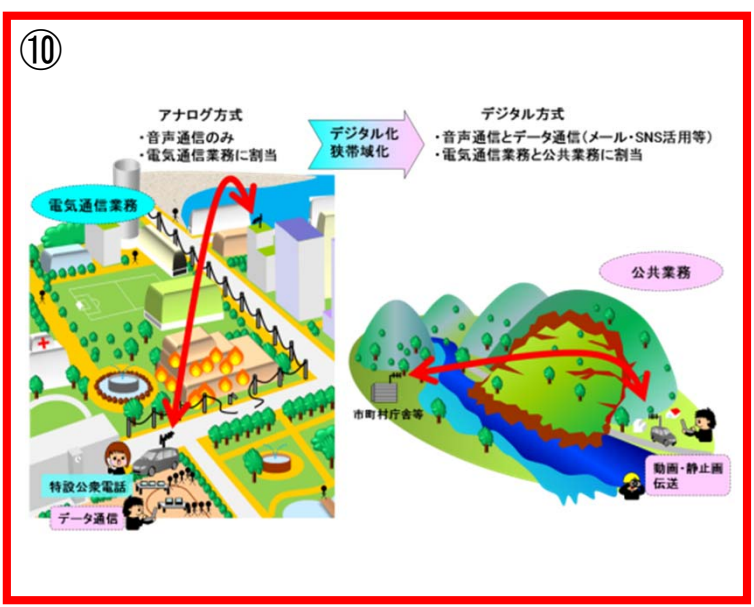 ⑩
アナログ方式
・音声通信のみ
・電気通信業務に割当
デジタル化
狭帯域化
デジタル方式
・音声通信とデータ通信(メール・SNS活用等)
・電気通信業務と公共業務に割当
電気通信業務
公共業務
市町村庁舎等
特設公衆電話
データ通信
動画・静止画
伝送